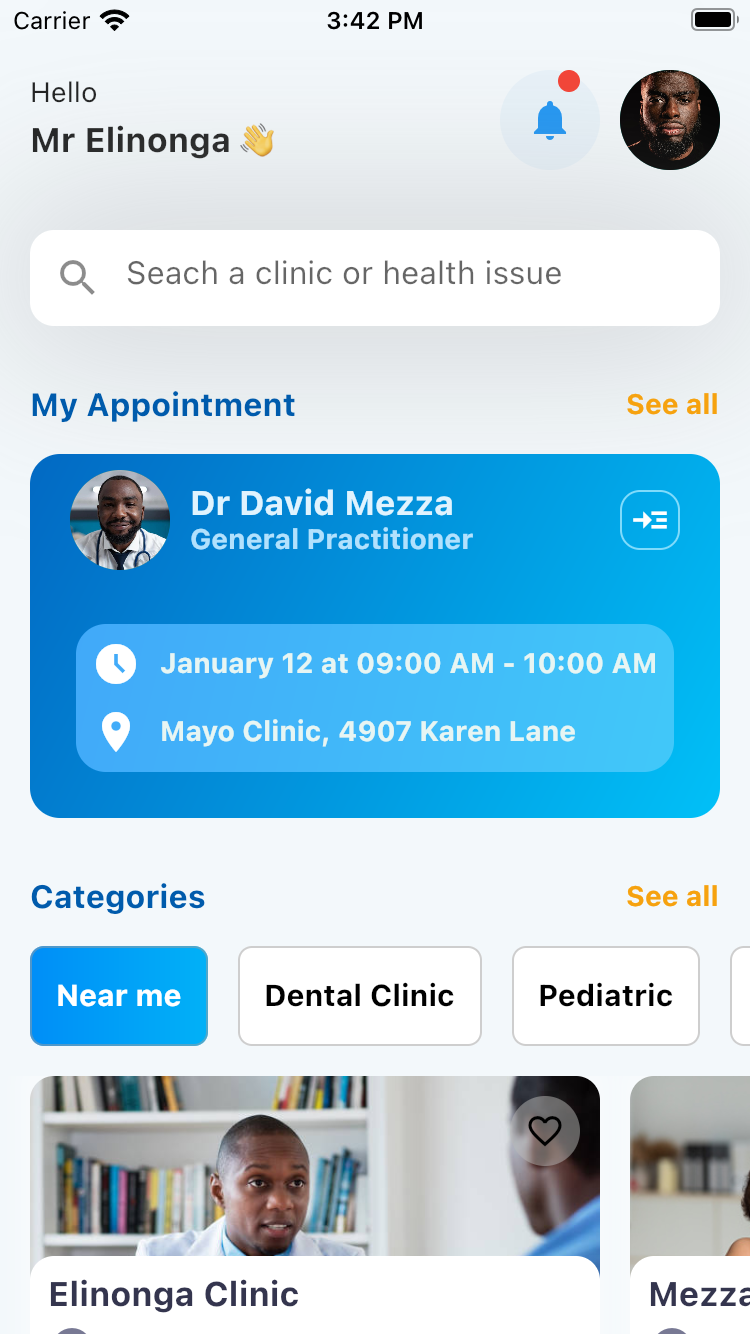 Carrier 3:42 PM
Hello
Mr Elinonga 👋
Seach a clinic or health issue
My Appointment See all
Dr David Mezza
General Practitioner
January 12 at 09:00 AM - 10:00 AM
Mayo Clinic, 4907 Karen Lane
Categories See all
Near me Dental Clinic Pediatric
Elinonga Clinic Mezza